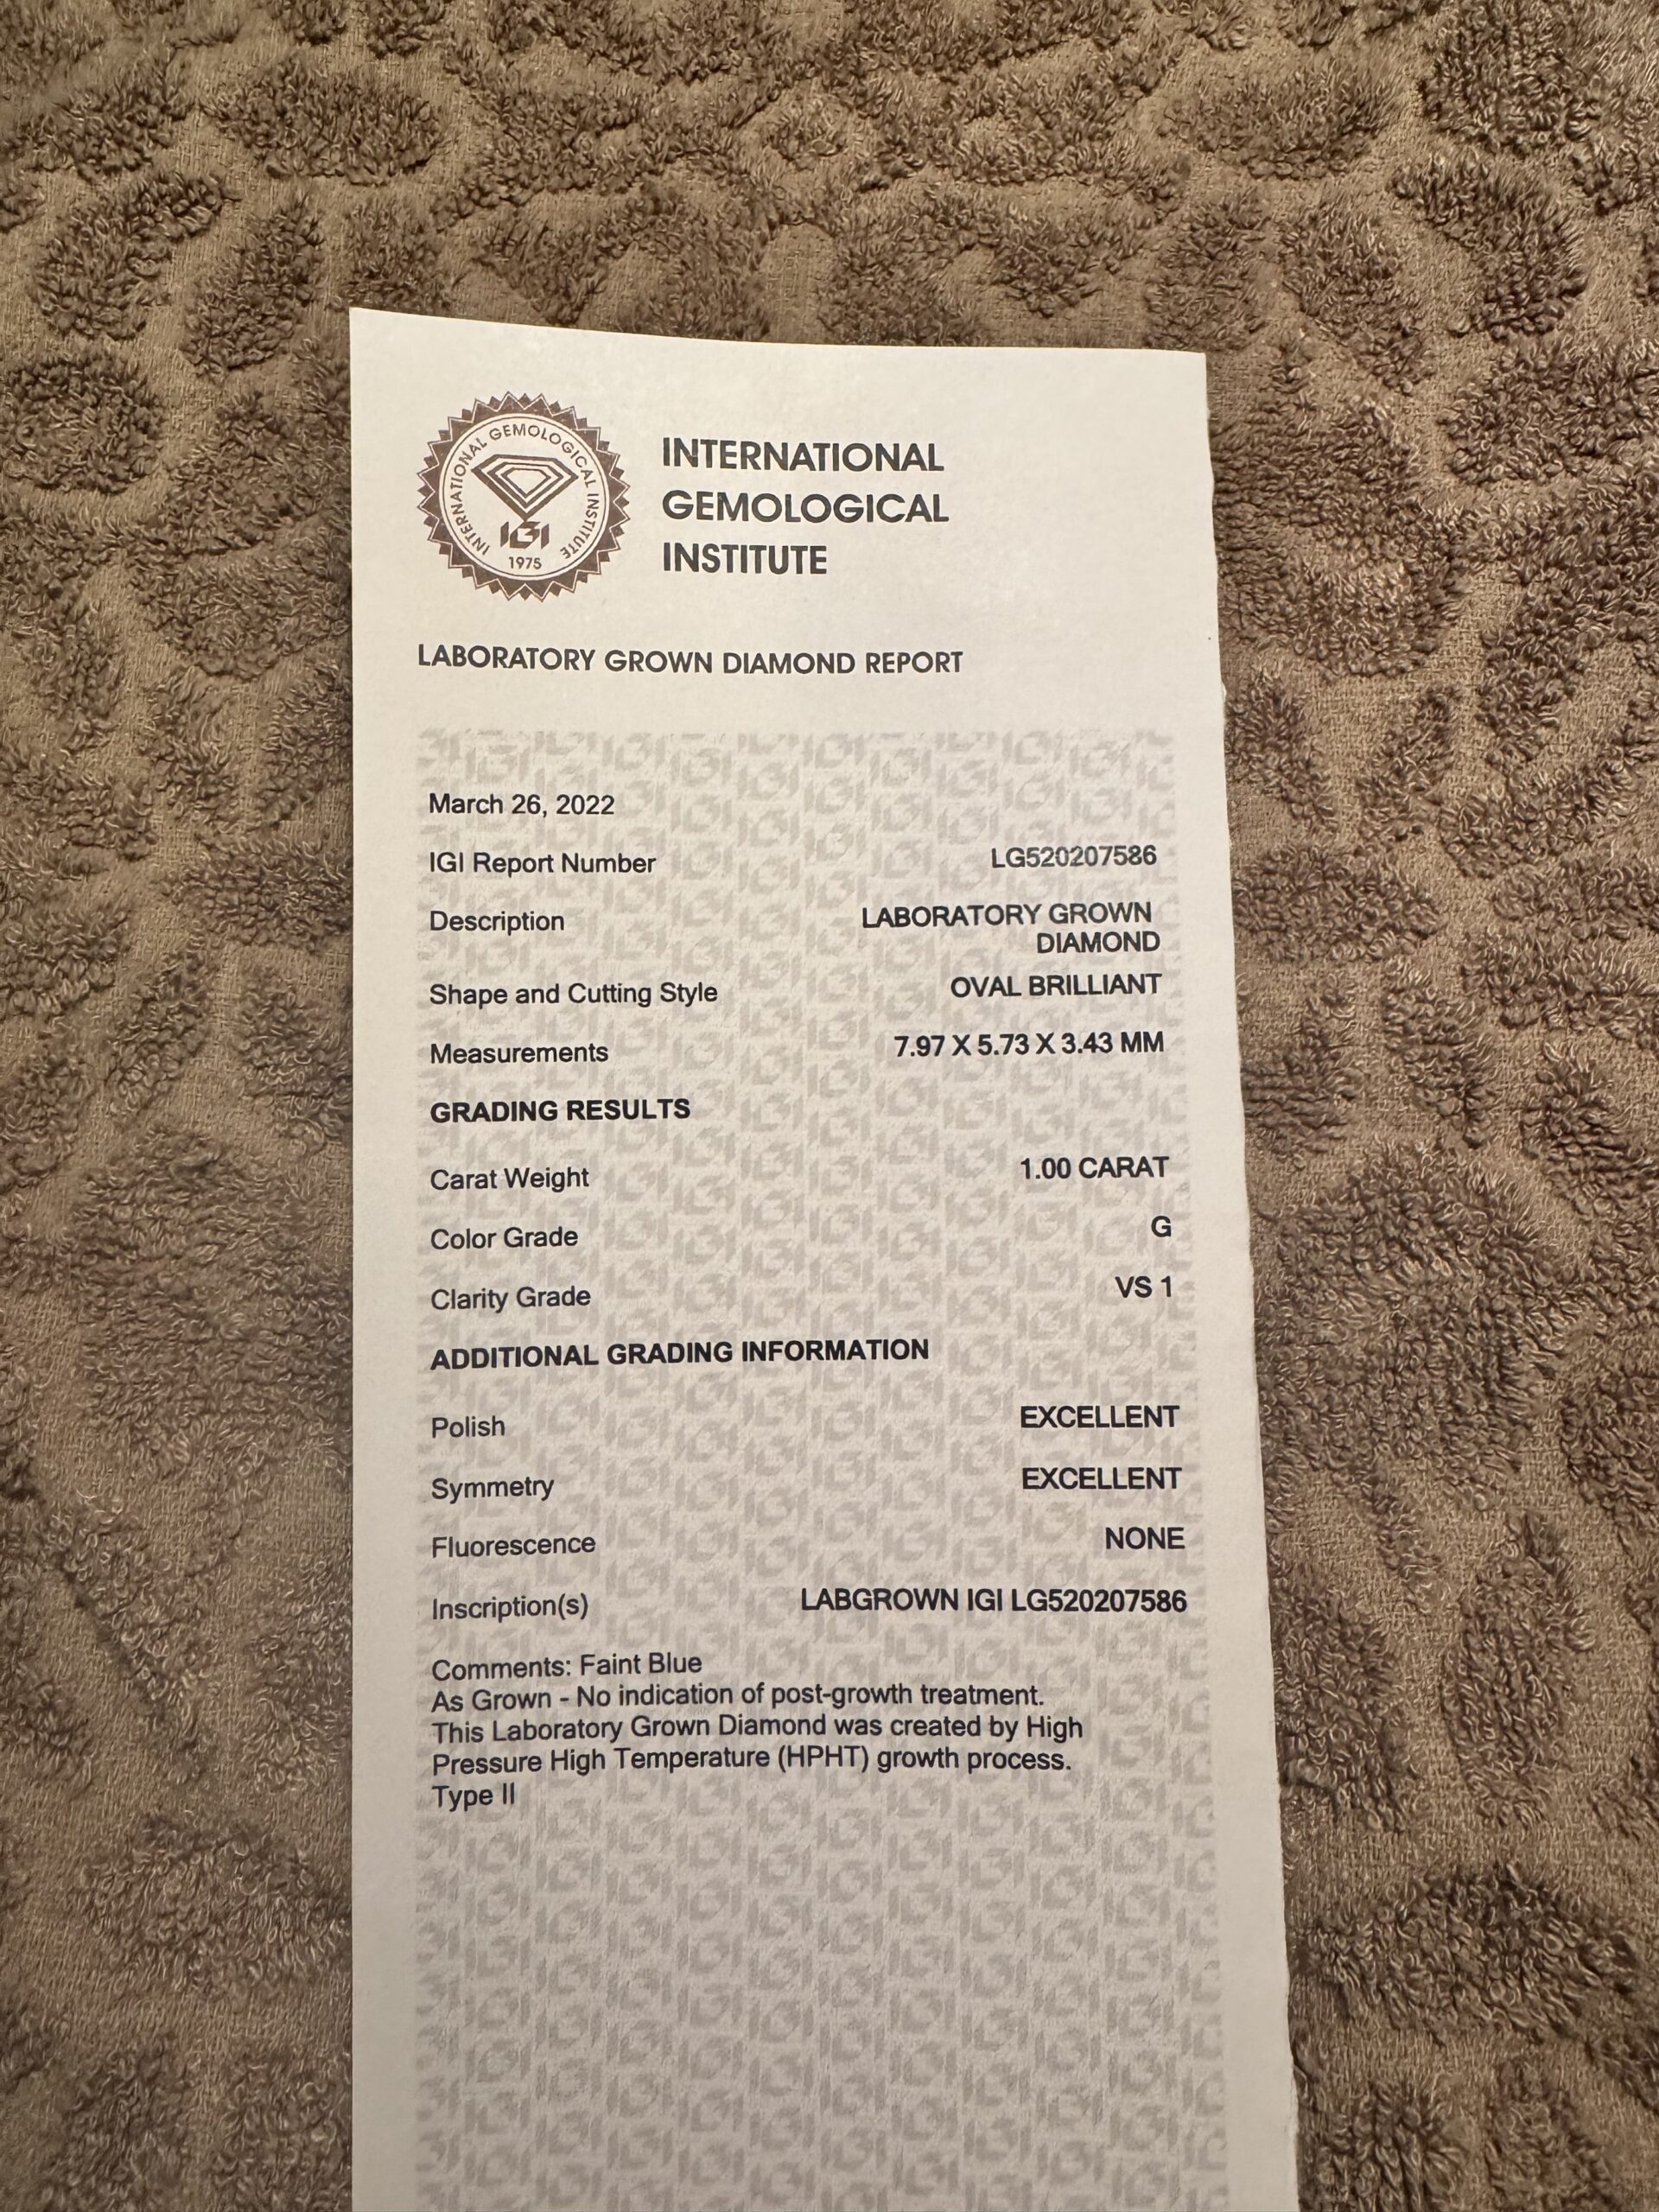 INTERNATIONAL GEMOLOGICAL INSTITUTE
IGI
1975
INTERNATIONAL
GEMOLOGICAL
INSTITUTE
LABORATORY GROWN DIAMOND REPORT
March 26, 2022
IGI Report Number LG520207586
Description LABORATORY GROWN
DIAMOND
Shape and Cutting Style OVAL BRILLIANT
Measurements 7.97 X 5.73 X 3.43 MM
GRADING RESULTS
Carat Weight 1.00 CARAT
Color Grade G
Clarity Grade VS 1
ADDITIONAL GRADING INFORMATION
Polish EXCELLENT
Symmetry EXCELLENT
Fluorescence NONE
Inscription(s) LABGROWN IGI LG520207586
Comments: Faint Blue
As Grown - No indication of post-growth treatment.
This Laboratory Grown Diamond was created by High
Pressure High Temperature (HPHT) growth process.
Type II